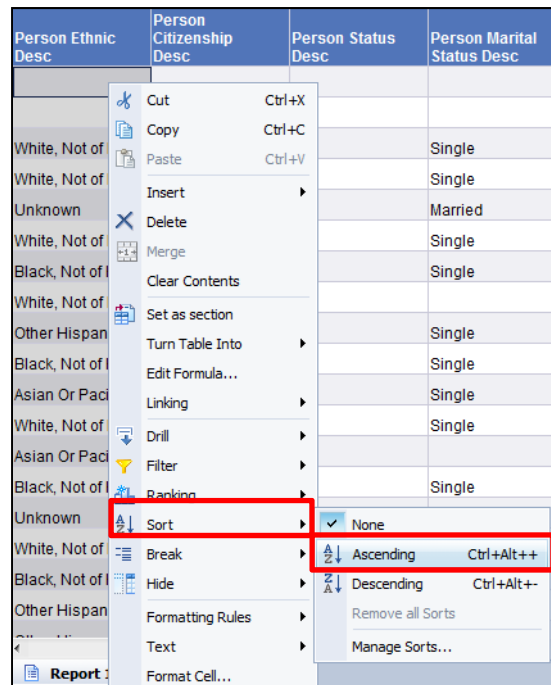 Person Ethnic Desc
Person Citizenship Desc
Person Status Desc
Person Marital Status Desc
Cut Ctrl+X
Copy Ctrl+C
White, Not of
Single
Paste Ctrl+V
White, Not of
Single
Insert
Unknown
Married
Delete
White, Not of
Single
Merge
Black, Not of
Single
Clear Contents
White, Not of
Set as section
Other Hispan
Single
Turn Table Into
Black, Not of
Single
Edit Formula...
Asian Or Paci
Single
Linking
White, Not of
Single
Drill
Asian Or Paci
Filter
Black, Not of
Single
Ranking
Unknown
Sort
None
White, Not of
Break
Ascending Ctrl+Alt++
Black, Not of
Hide
Descending Ctrl+Alt+-
Other Hispan
Formatting Rules
Remove all Sorts
Text
Manage Sorts...
Report
Format Cell...